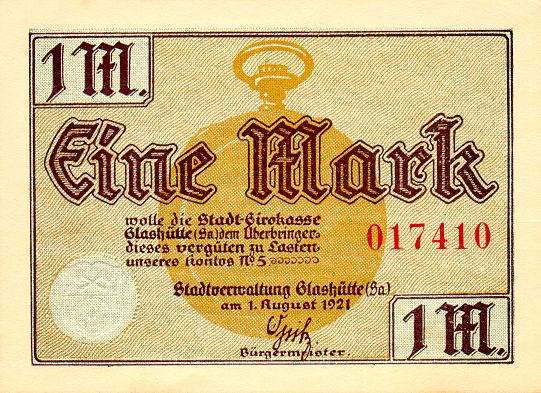 1 M.
Eine Mark
wolle die Stadt-Girokasse
Glashütte (Sa) dem Überbringer
dieses vergüten zu Lasten
unseres Kontos No 5
017410
Stadtverwaltung Glashütte (Sa)
am 1. August 1921
Bürgermeister.
1 M.